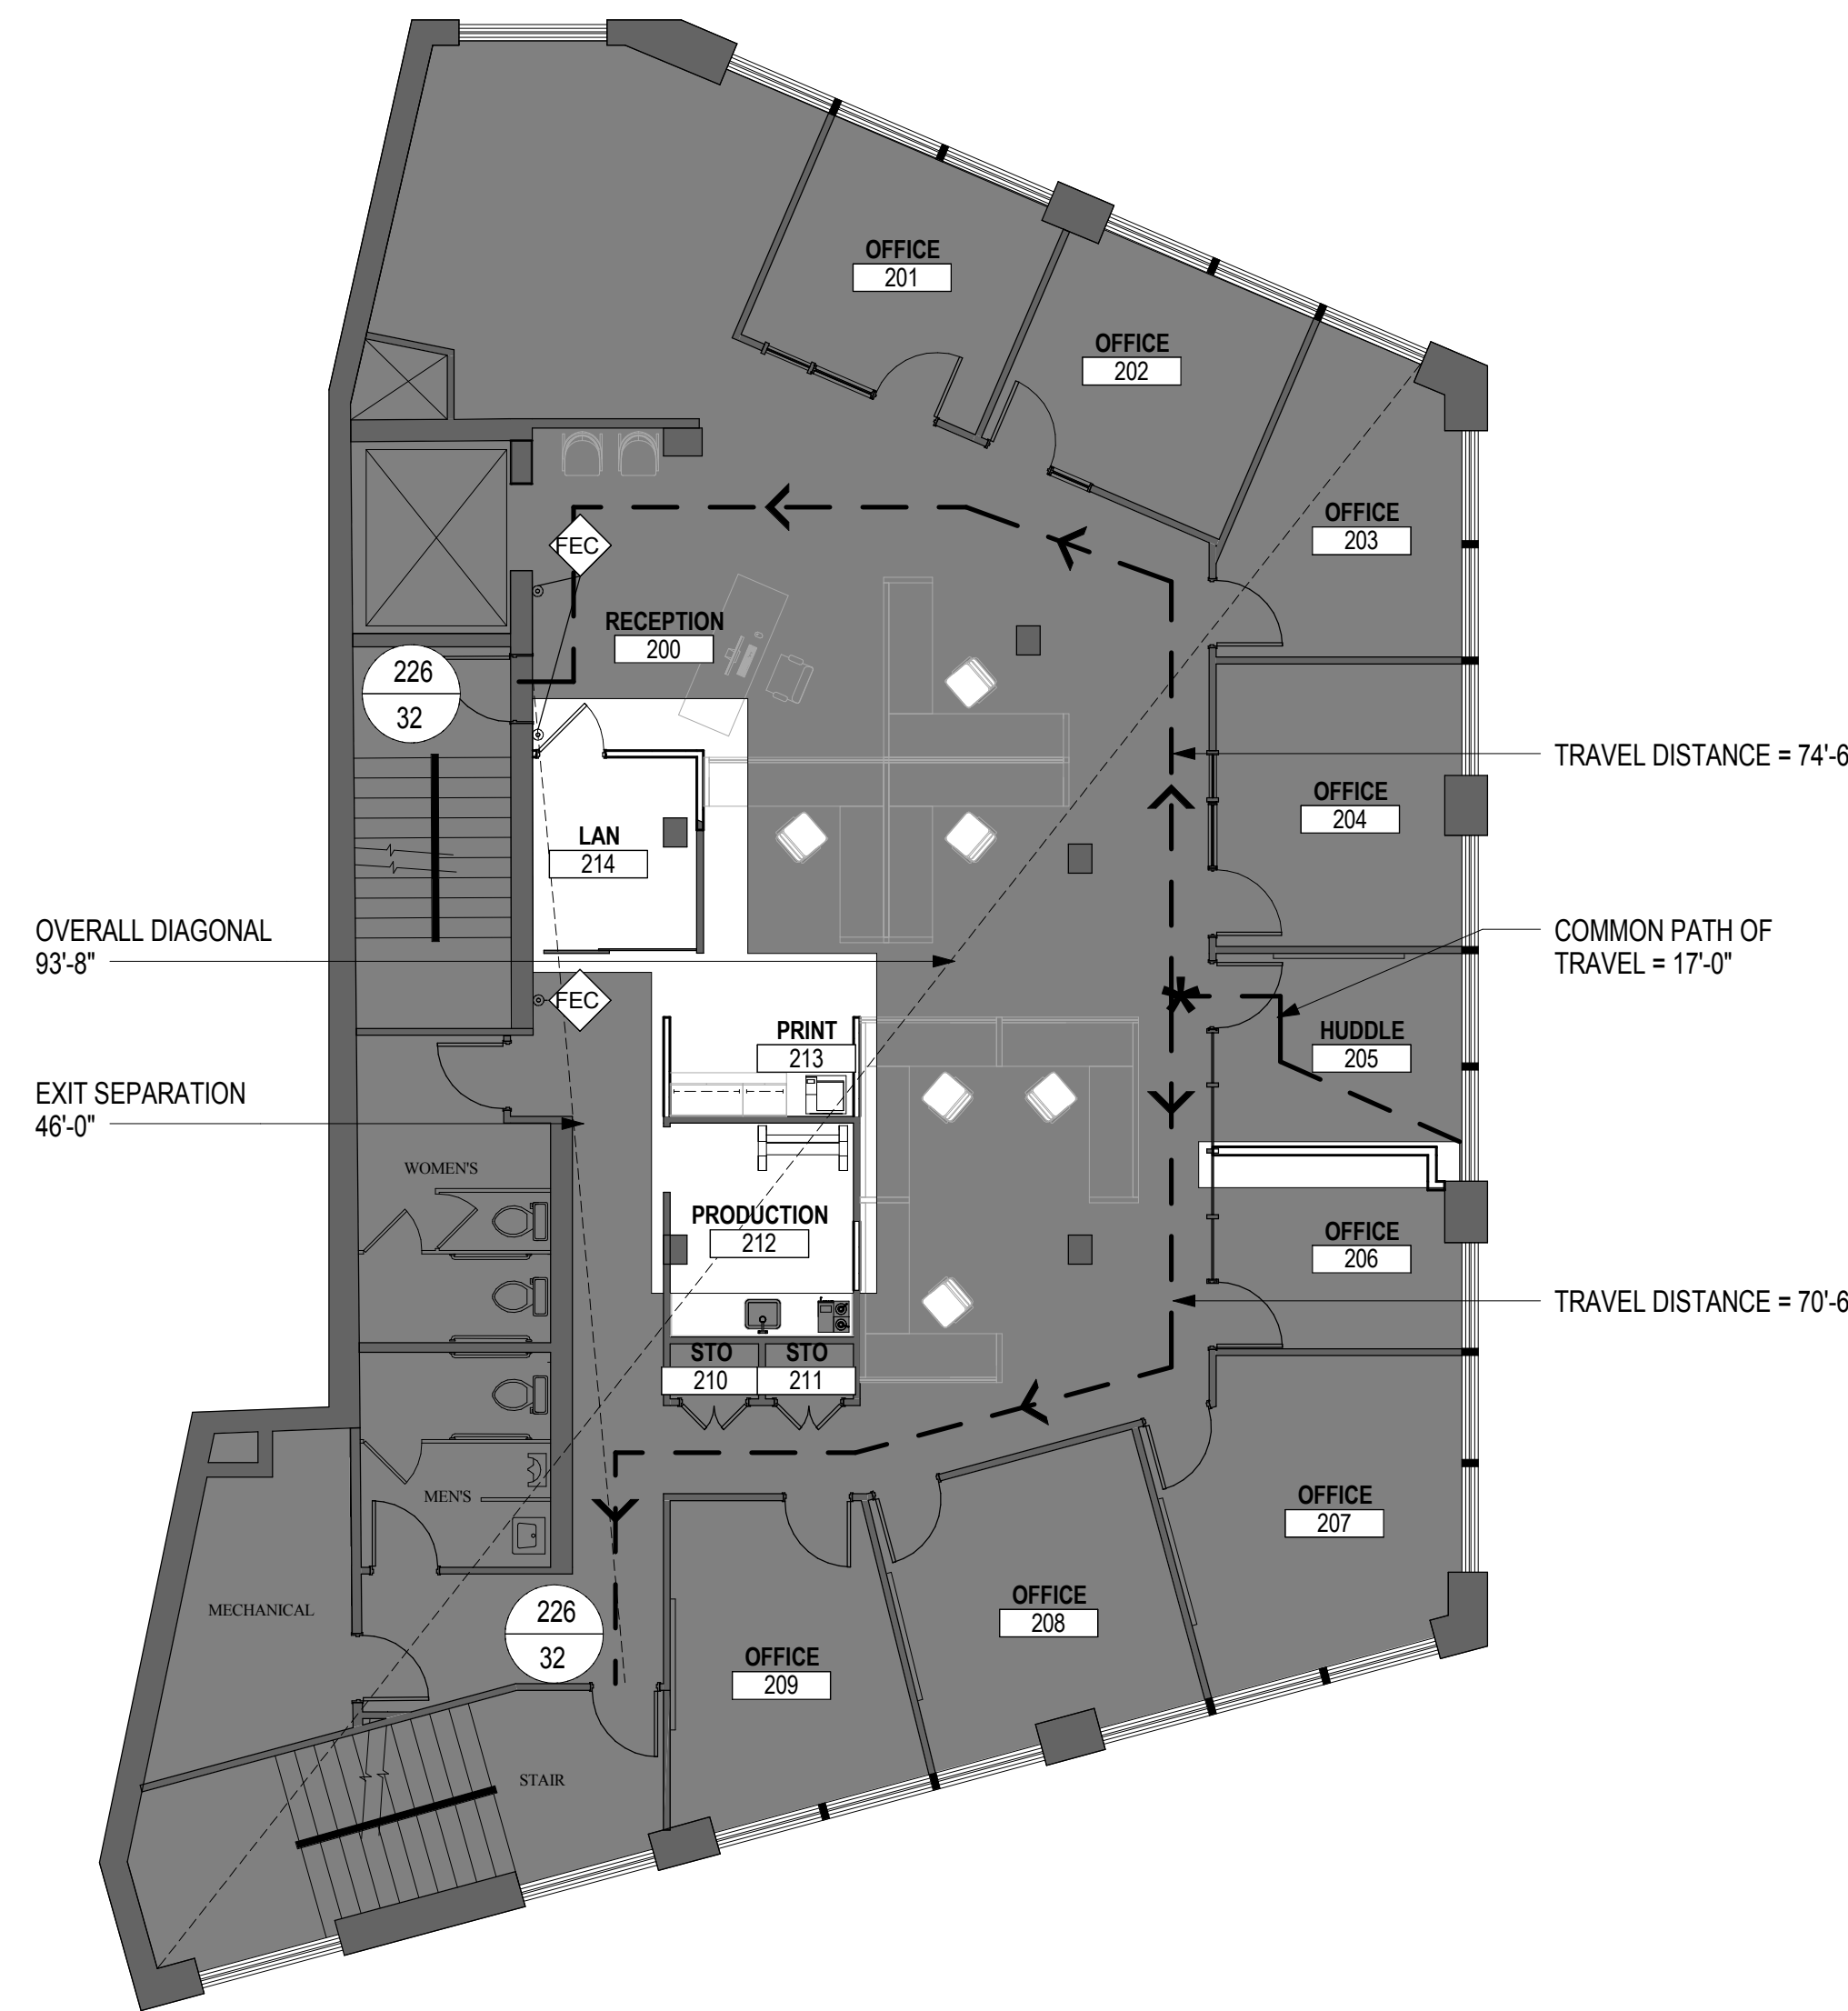 OFFICE
201
OFFICE
202
OFFICE
203
FEC
RECEPTION
200
226
32
TRAVEL DISTANCE = 74'-6
OFFICE
204
LAN
214
OVERALL DIAGONAL
93'-8"
COMMON PATH OF
TRAVEL = 17'-0"
FEC
*
PRINT
213
HUDDLE
205
EXIT SEPARATION
46'-0"
WOMEN'S
PRODUCTION
212
OFFICE
206
TRAVEL DISTANCE = 70'-6
STO
210
STO
211
MEN'S
OFFICE
207
MECHANICAL
226
32
OFFICE
208
OFFICE
209
STAIR